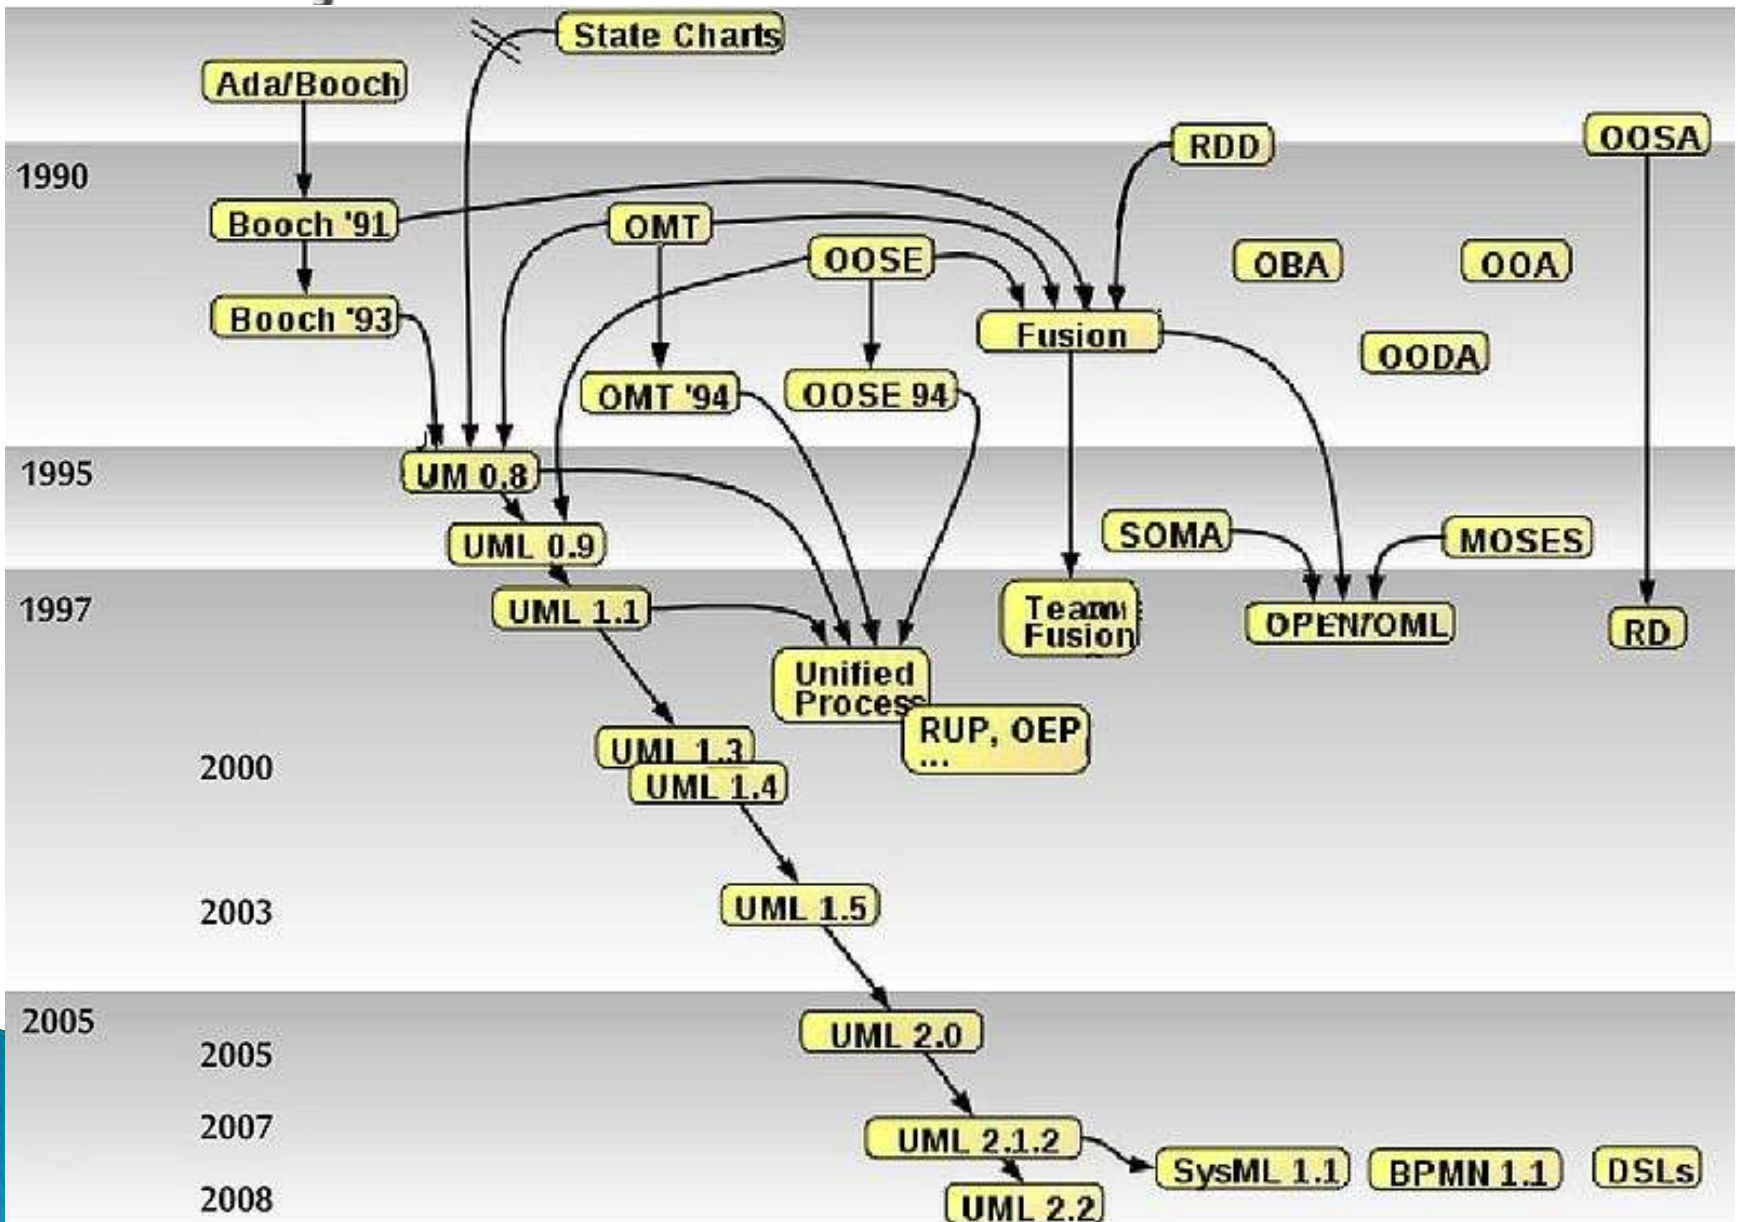 State Charts
Ada/Booch
OOSA
RDD
1990
Booch '91
OMT
OOSE
OBA
OOA
Booch '93
Fusion
OODA
OMT '94
OOSE 94
1995
UM 0.8
SOMA
MOSES
UML 0.9
1997
UML 1.1
Team
Fusion
OPEN/OML
RD
Unified
Process
RUP, OEP
...
UML 1.3
2000
UML 1.4
2003
UML 1.5
2005
UML 2.0
2005
2007
UML 2.1.2
SysML 1.1
BPMN 1.1
DSLs
2008
UML 2.2